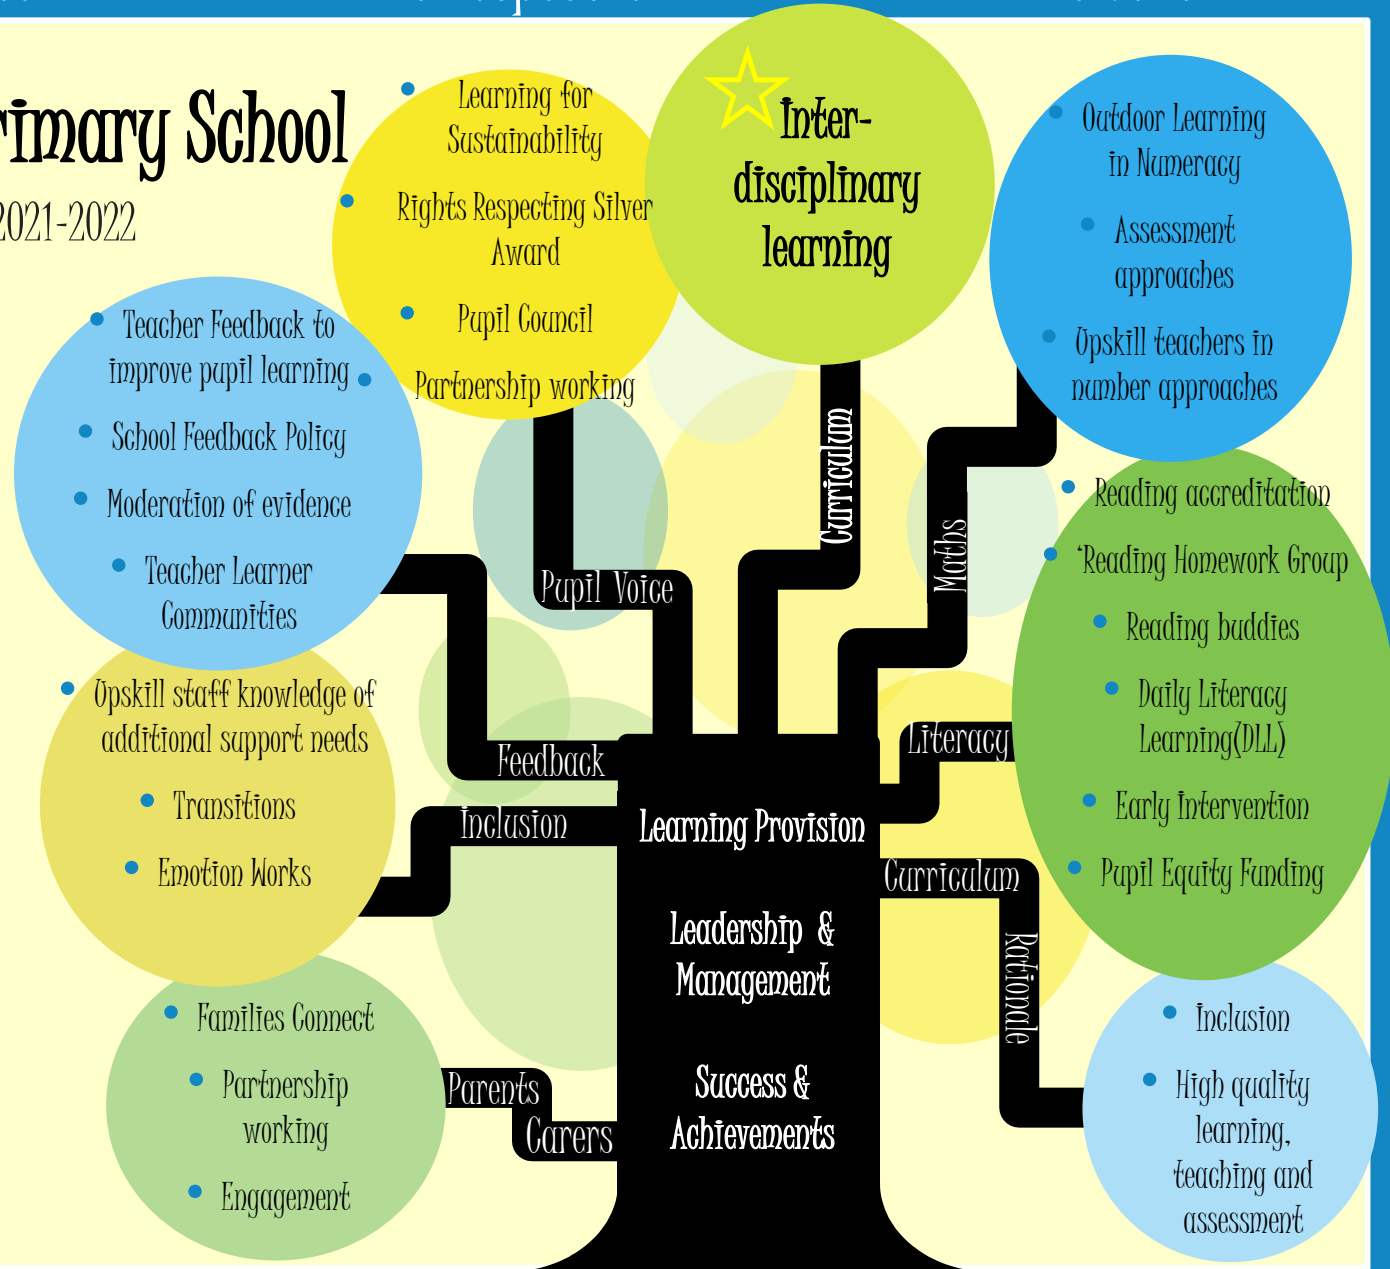 rimary School
2021-2022
Learning for
Sustainability
Rights Respecting Silver
Award
Pupil Council
Partnership working
Inter-
disciplinary
learning
Outdoor Learning
in Numeracy
Assessment
approaches
Upskill teachers in
number approaches
Teacher Feedback to
improve pupil learning
School Feedback Policy
Moderation of evidence
Teacher Learner
Communities
Reading accreditation
‘Reading Homework Group
Reading buddies
Daily Literacy
Learning(DLL)
Early Intervention
Pupil Equity Funding
Upskill staff knowledge of
additional support needs
Transitions
Emotion Works
Families Connect
Partnership
working
Engagement
Inclusion
High quality
learning,
teaching and
assessment
Pupil Voice
Curriculum
Maths
Feedback
Inclusion
Literacy
Curriculum
Rationale
Parents
Carers
Learning Provision
Leadership &
Management
Success &
Achievements